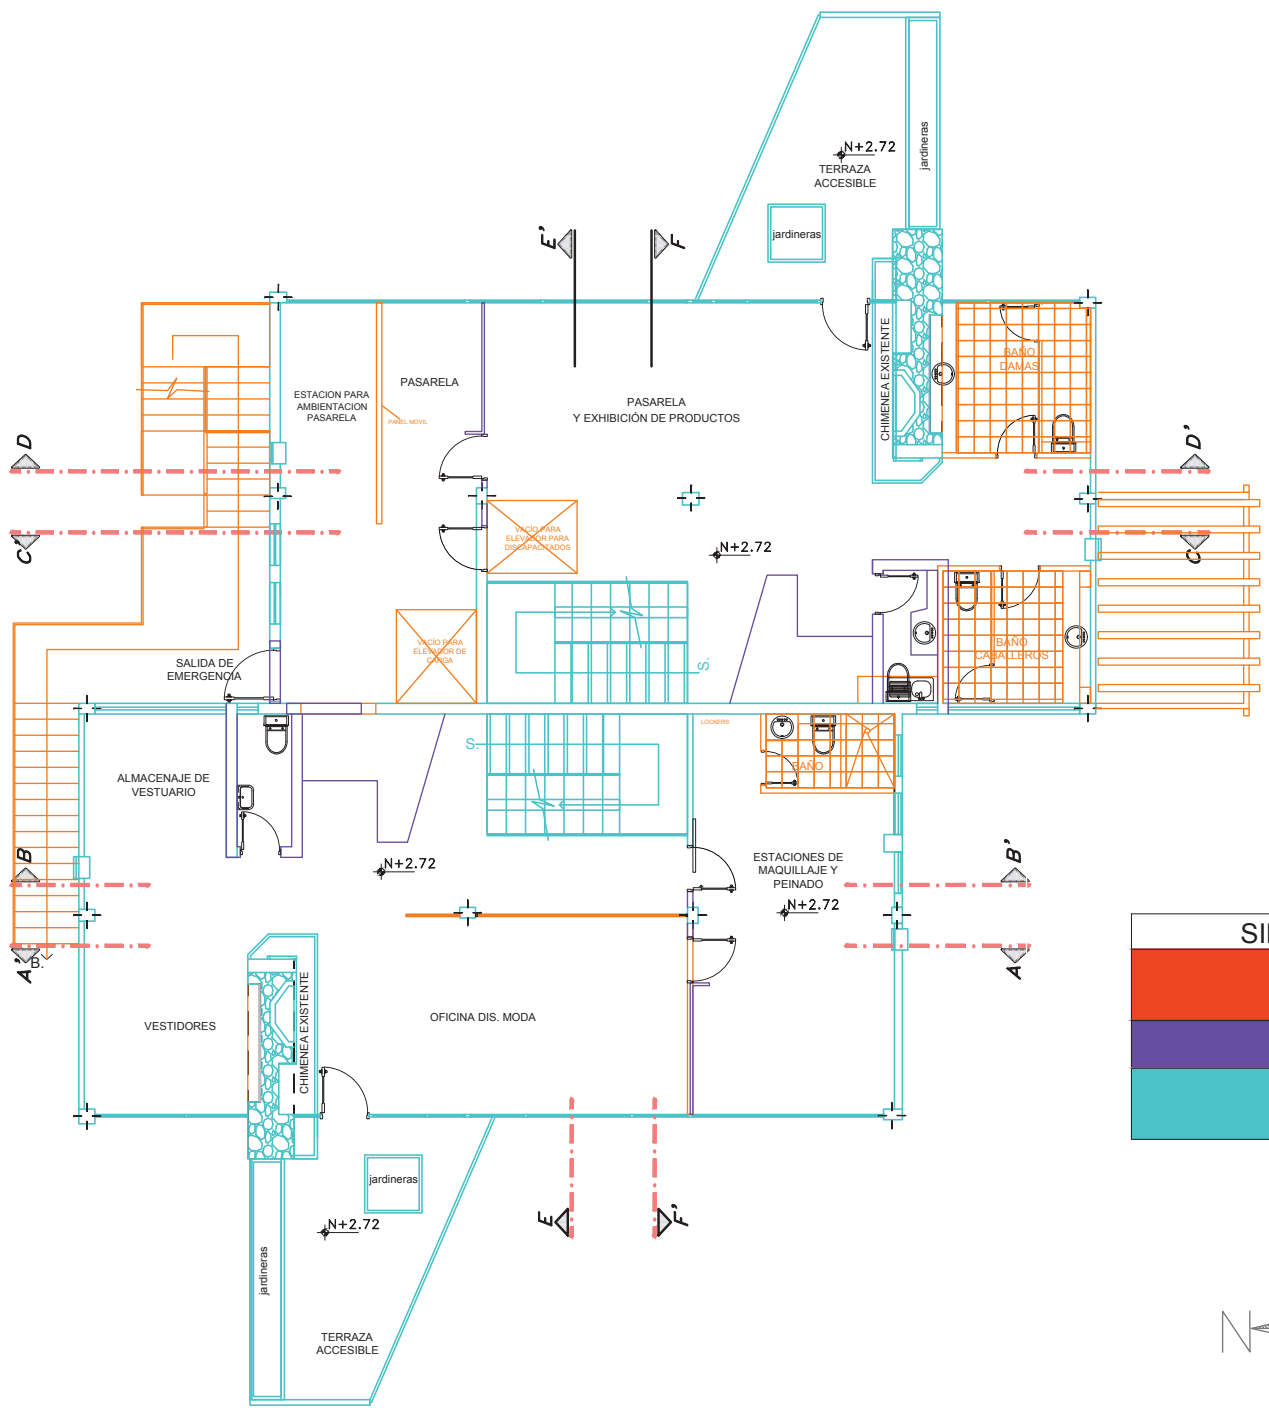 jardineras
N+2.72
TERRAZA
ACCESIBLE
jardineras
E'
F
CHIMENEA EXISTENTE
BAÑO
DAMAS
PASARELA
ESTACION PARA
AMBIENTACION
PASARELA
PANEL MOVIL
PASARELA
Y EXHIBICIÓN DE PRODUCTOS
D
D'
C'
C
VACÍO PARA
ELEVADOR PARA
DISCAPACITADOS
N+2.72
VACÍO PARA
ELEVADOR DE
CARGA
BAÑO
CABALLEROS
SALIDA DE
EMERGENCIA
S.
LOCKERS
S.
BAÑO
ALMACENAJE DE
VESTUARIO
B
N+2.72
ESTACIONES DE
MAQUILLAJE Y
PEINADO
B'
N+2.72
A'
B.
A
SI
CHIMENEA EXISTENTE
VESTIDORES
OFICINA DIS. MODA
jardineras
E
F'
N+2.72
jardineras
TERRAZA
ACCESIBLE
N